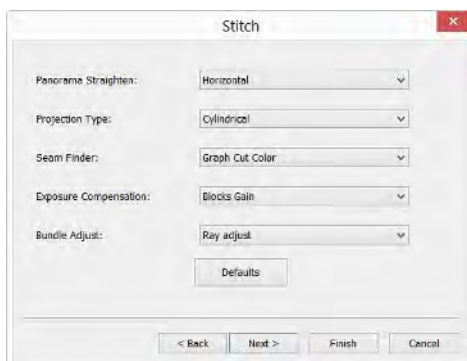 Stitch
Panorama Straighten: Horizontal
Projection Type: Cylindrical
Seam Finder: Graph Cut Color
Exposure Compensation: Blocks Gain
Bundle Adjust: Ray adjust
Defaults
< Back Next > Finish Cancel